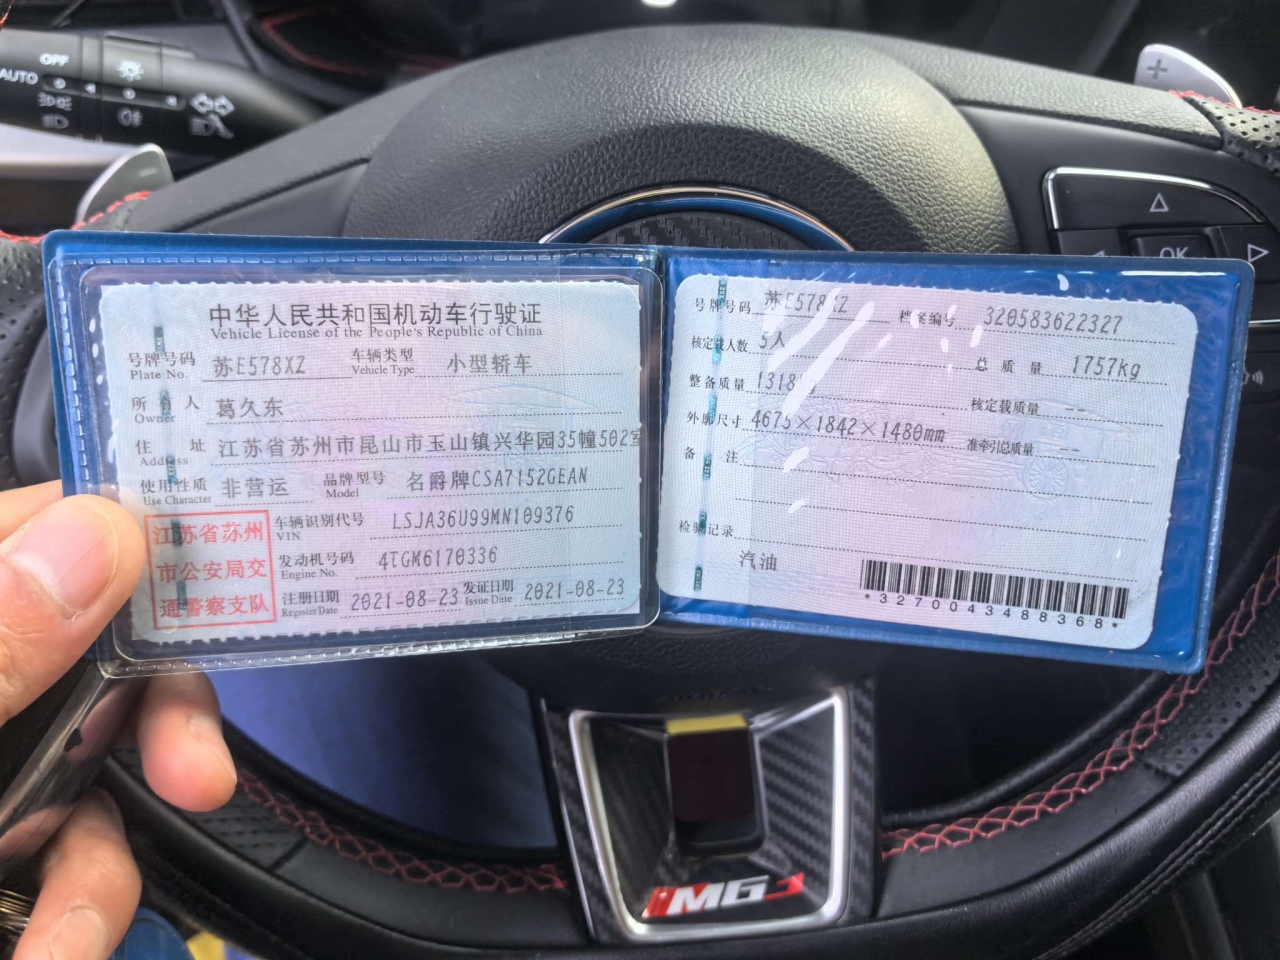 OFF
AUTO
OK
中华人民共和国机动车行驶证
Vehicle License of the People's Republic of China
号牌号码 苏E578XZ 车辆类型 小型轿车
Plate No. Vehicle Type
所有人 葛久东
Owner
住址 江苏省苏州市昆山市玉山镇兴华园35幢502室
Address
使用性质 非营运 品牌型号 名爵牌CSA7152GEAN
Use Character Model
江苏省苏州
市公安局交
通警察支队
车辆识别代号 LSJA36U99MN109376
VIN
发动机号码 4TGM6170336
Engine No.
注册日期 2021-08-23 发证日期 2021-08-23
Register Date Issue Date
号牌号码 苏E578XZ 档案编号 320583622327
核定载人数 5人 总质量 1757kg
整备质量 1318kg 核定载质量 --
外廓尺寸 4675×1842×1480mm 准牵引总质量 --
备注
检验记录
汽油
*3270043488368*
MG